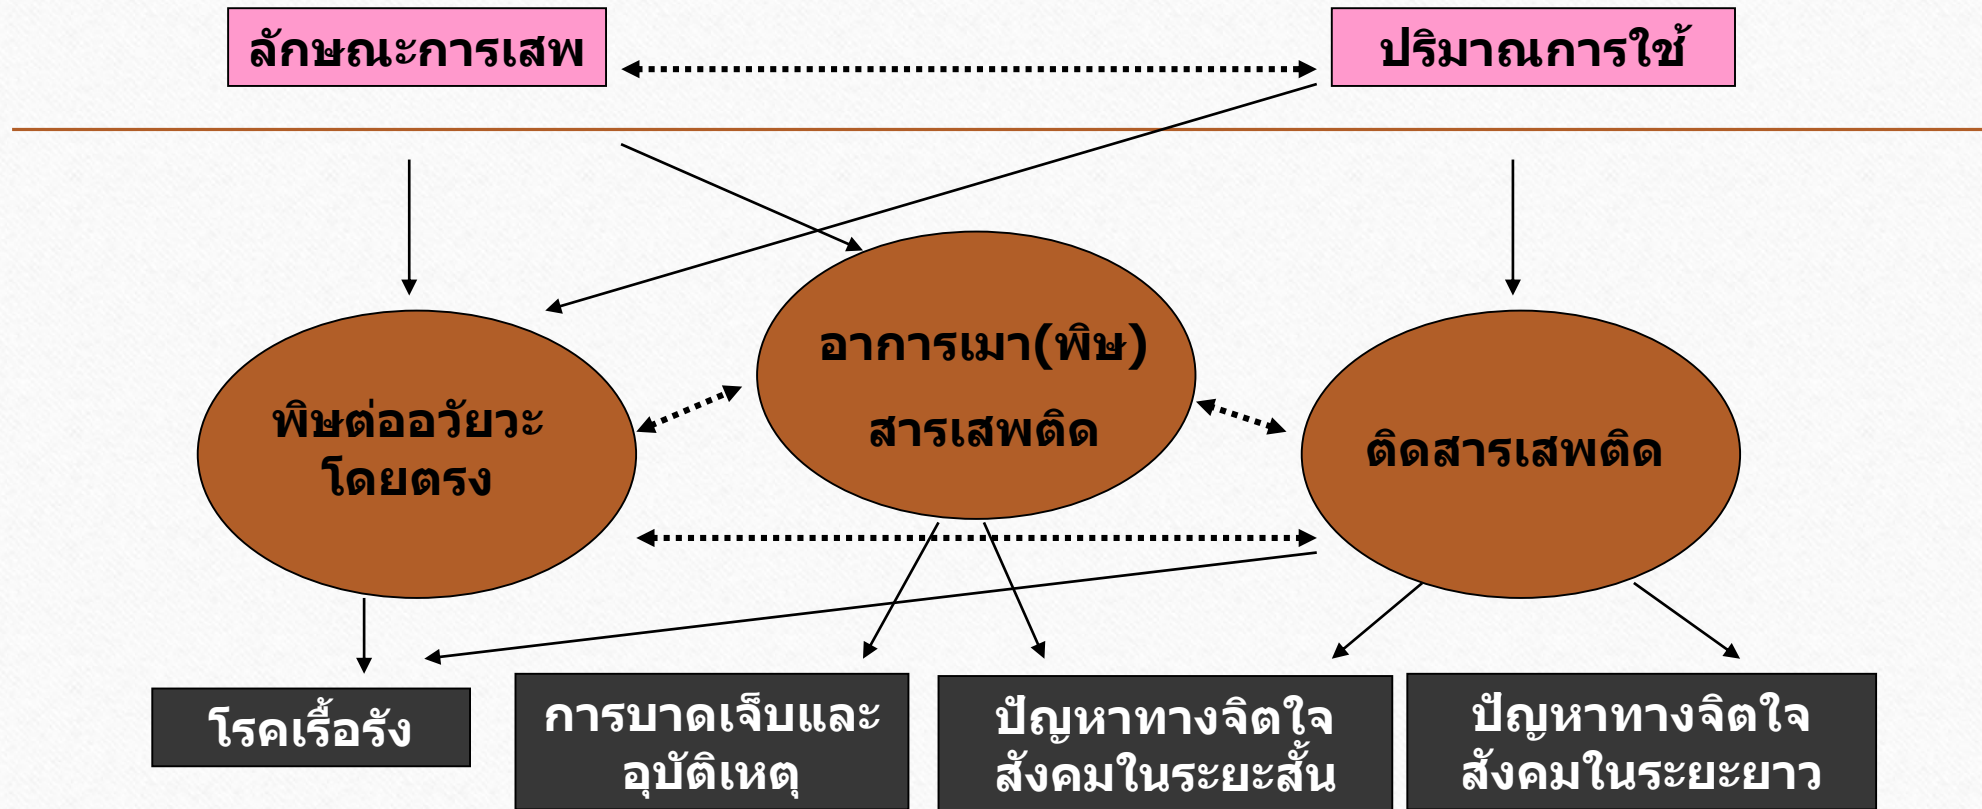 ลักษณะการเสพ
ปริมาณการใช้
อาการเมา(พิษ)
สารเสพติด
พิษต่ออวัยวะ
โดยตรง
ติดสารเสพติด
โรคเรื้อรัง
การบาดเจ็บและ
อุบัติเหตุ
ปัญหาทางจิตใจ
สังคมในระยะสั้น
ปัญหาทางจิตใจ
สังคมในระยะยาว